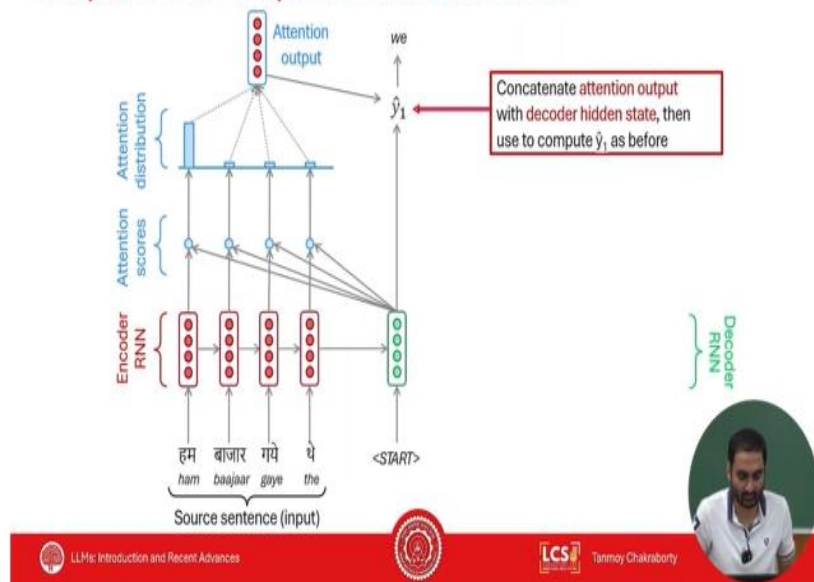 Attention
output
we
ŷ₁
Concatenate attention output
with decoder hidden state, then
use to compute ŷ₁ as before
Attention
distribution
Attention
scores
Encoder
RNN
Decoder
RNN
हम बाजार गये थे <START>
ham baajaar gaye the
Source sentence (input)
LLMs: Introduction and Recent Advances
LCS
Tanmoy Chakraborty